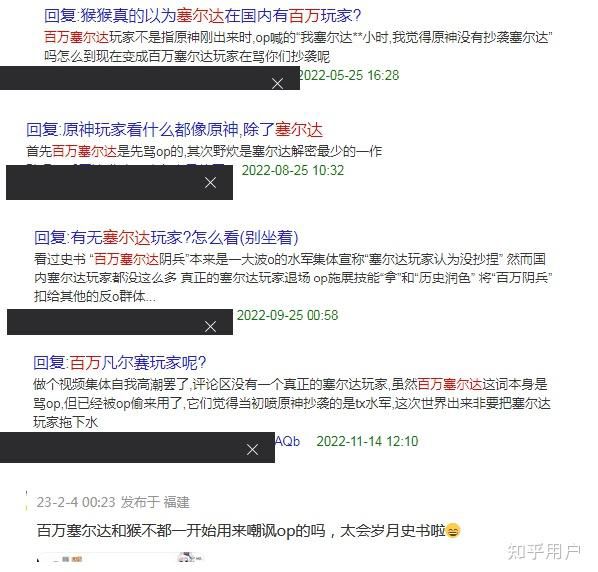 回复:猴猴真的以为塞尔达在国内有百万玩家?
百万塞尔达玩家不是指原神刚出来时,op喊的“我塞尔达**小时,我觉得原神没有抄袭塞尔达”
吗怎么到现在变成百万塞尔达玩家在骂你们抄袭呢
2022-05-25 16:28
回复:原神玩家看什么都像原神,除了塞尔达
首先百万塞尔达是先骂op的,其次野炊是塞尔达解密最少的一作
2022-08-25 10:32
回复:有无塞尔达玩家?怎么看(别坐着)
看过史书 “百万塞尔达阴兵”本来是一大波o的水军集体宣称“塞尔达玩家认为没抄捏” 然而国
内塞尔达玩家都没这么多 真正的塞尔达玩家退场 op施展技能“拿”和“历史润色” 将“百万阴兵”
扣给其他的反o群体...
2022-09-25 00:58
回复:百万凡尔赛玩家呢?
做个视频集体自我高潮罢了,评论区没有一个真正的塞尔达玩家,虽然百万塞尔达这词本身是
骂op,但已经被op偷来用了,它们觉得当初喷原神抄袭的是tx水军,这次世界出来非要把塞尔达
玩家拖下水
AQb 2022-11-14 12:10
23-2-4 00:23 发布于 福建
百万塞尔达和猴不都一开始用来嘲讽op的吗，太会岁月史书啦😄
知乎用户